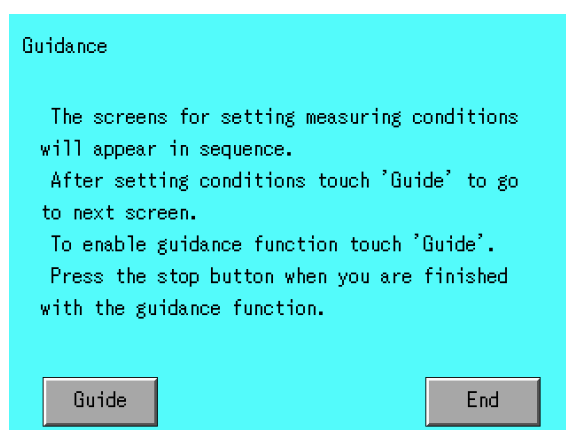 Guidance
The screens for setting measuring conditions
will appear in sequence.
After setting conditions touch 'Guide' to go
to next screen.
To enable guidance function touch 'Guide'.
Press the stop button when you are finished
with the guidance function.
Guide
End